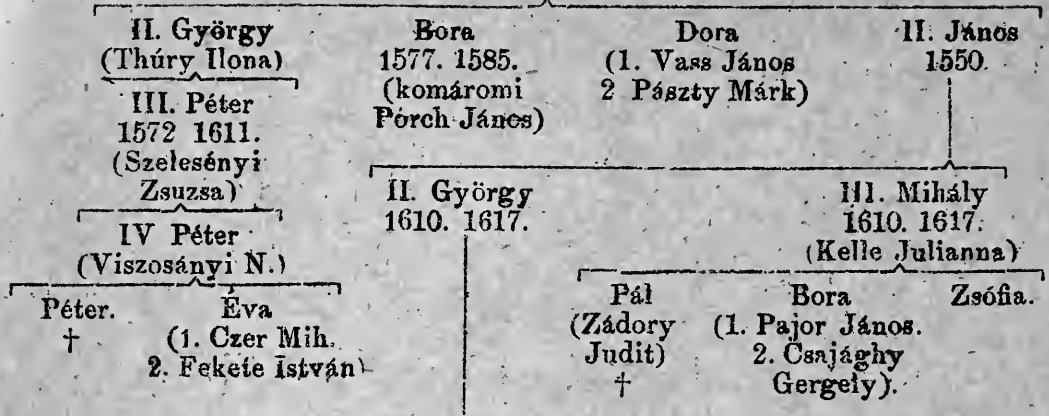 II. György Bora Dora II. János
(Thúry Ilona) 1577. 1585. (1. Vass János 1550.
III. Péter (komáromi 2 Pászty Márk)
1572 1611. Pórch János)
(Szelesényi
Zsuzsa) II. György III. Mihály
1610. 1617. 1610. 1617.
IV Péter (Kelle Julianna)
(Viszosányi N.)
Péter. Éva Pál Bora Zsófia.
† (1. Czer Mih. (Zádory (1. Pajor János.
2. Fekete István) Judit) 2. Csajághy
† Gergely).